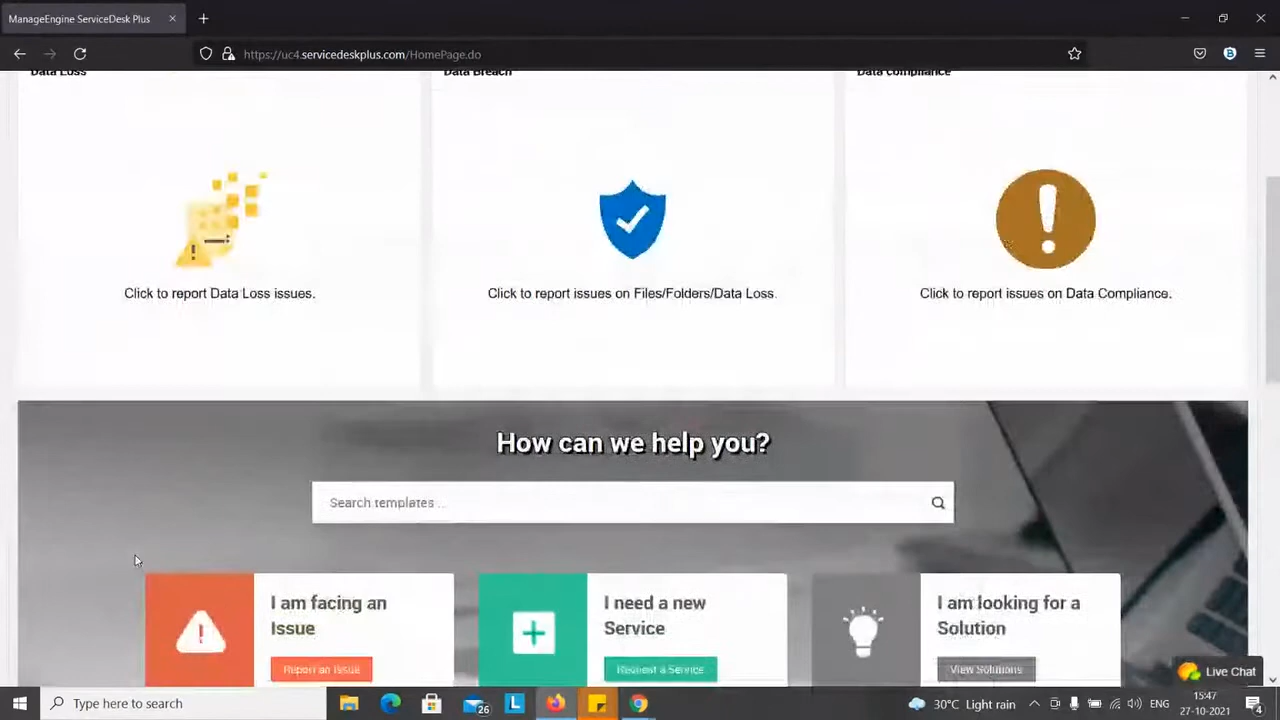 ManageEngine ServiceDesk Plus
https://uc4.servicedeskplus.com/HomePage.do
Data Loss
Data Breach
Data compliance
Click to report Data Loss issues.
Click to report issues on Files/Folders/Data Loss.
Click to report issues on Data Compliance.
How can we help you?
Search templates ...
I am facing an
Issue
Report an Issue
I need a new
Service
Request a Service
I am looking for a
Solution
View Solutions
Live Chat
Type here to search
26
30°C Light rain
ENG
15:47
27-10-2021
4